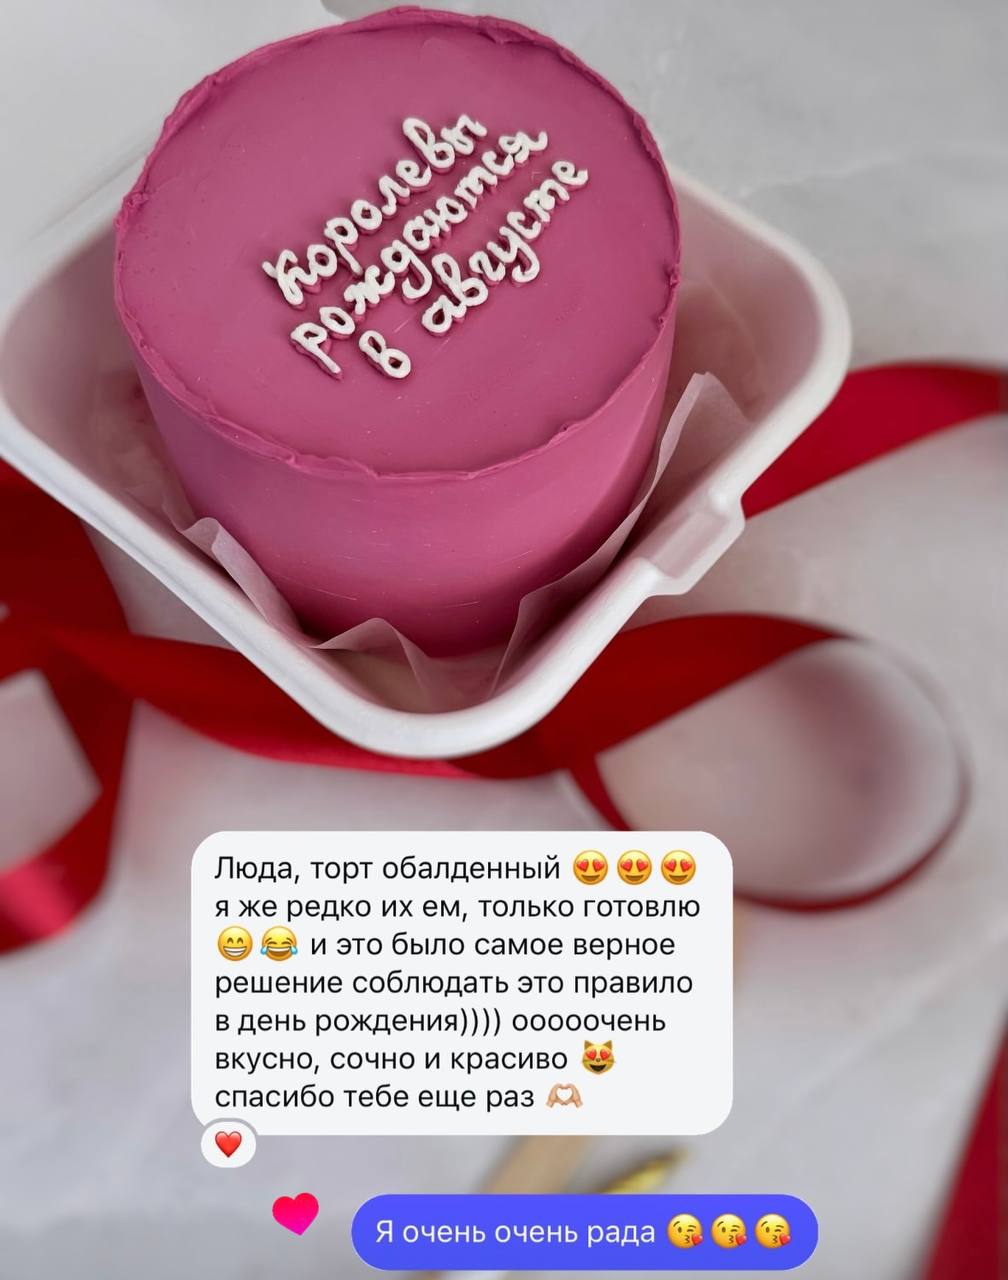 Королевы
рождаются
в августе
Люда, торт обалденный 😍😍😍
я же редко их ем, только готовлю
😁😂 и это было самое верное
решение соблюдать это правило
в день рождения)))) ооооочень
вкусно, сочно и красиво 😻
спасибо тебе еще раз 🫶🏼
❤️
Я очень очень рада 😘😘😘